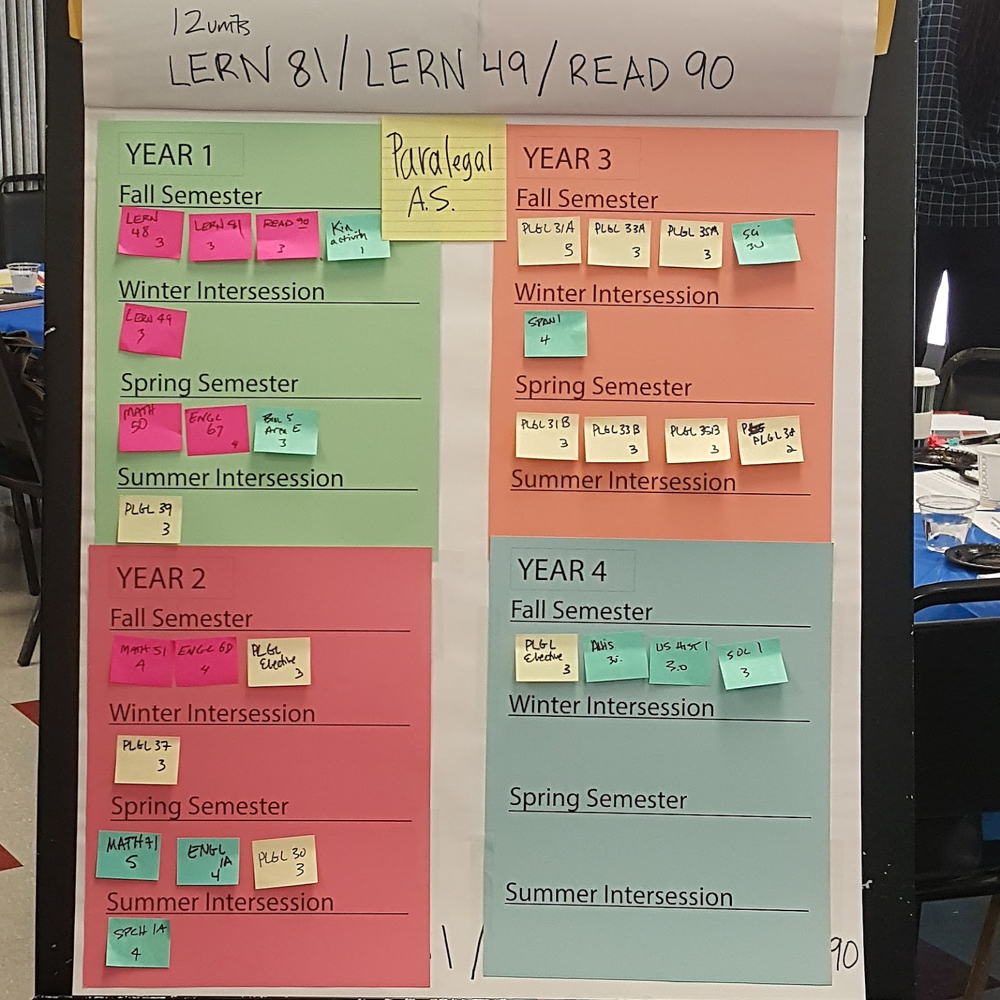 12 units
LERN 81 / LERN 49 / READ 90
Paralegal
A.S.
YEAR 1
Fall Semester
LERN
48
3
LERN 81
3
READ 90
3
Kin.
activity
1
Winter Intersession
LERN 49
3
Spring Semester
MATH
50
ENGL
67
4
5
Area E
3
Summer Intersession
PLGL 39
3
YEAR 2
Fall Semester
MATH 51
4
ENGL 68
4
PLGL
Elective
3
Winter Intersession
PLGL 37
3
Spring Semester
MATH 71
5
ENGL
1A
4
PLGL 30
3
Summer Intersession
SPCH 1A
4
YEAR 3
Fall Semester
PLGL 31A
3
PLGL 33A
3
PLGL 35A
3
Sci
3U
Winter Intersession
SPAN 1
4
Spring Semester
PLGL 31B
3
PLGL 33B
3
PLGL 35B
3
PLGL 38
2
Summer Intersession
YEAR 4
Fall Semester
PLGL
Elective
3
US Hist 1
3.0
SOC 1
3
Winter Intersession
Spring Semester
Summer Intersession
1 /
90